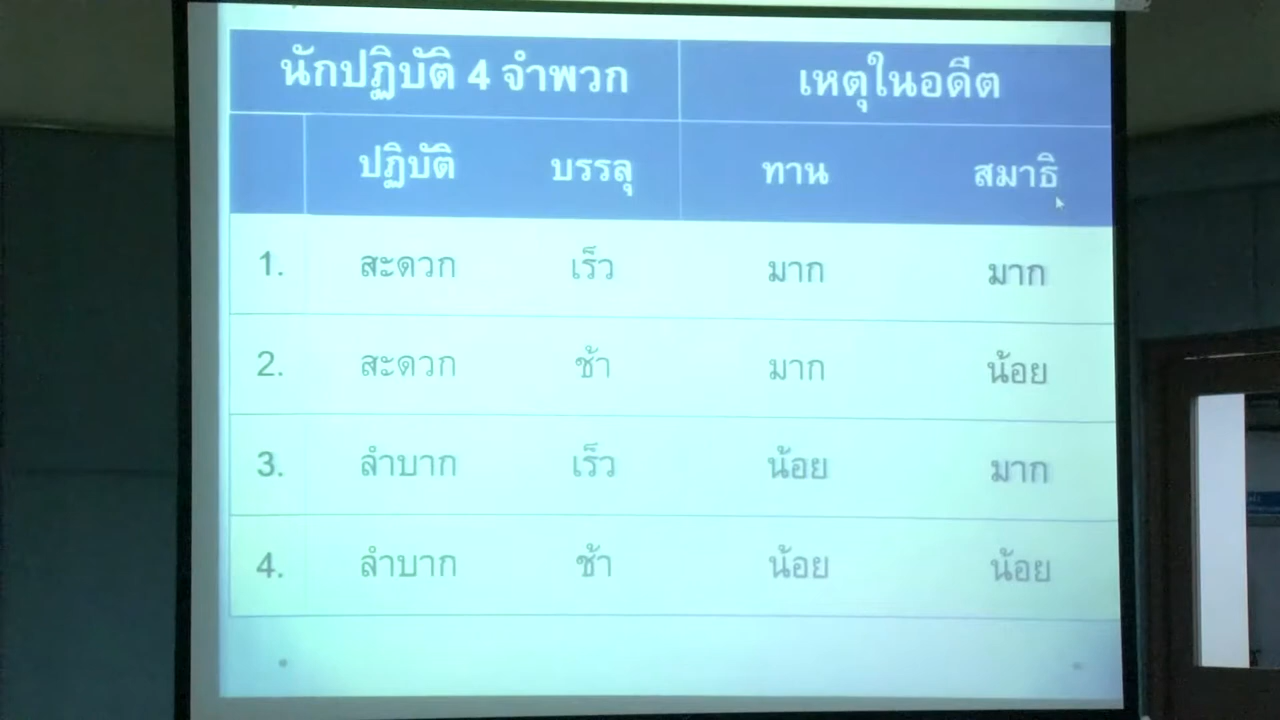 นักปฏิบัติ 4 จำพวก เหตุในอดีต
ปฏิบัติ บรรลุ ทาน สมาธิ
1. สะดวก เร็ว มาก มาก
2. สะดวก ช้า มาก น้อย
3. ลำบาก เร็ว น้อย มาก
4. ลำบาก ช้า น้อย น้อย